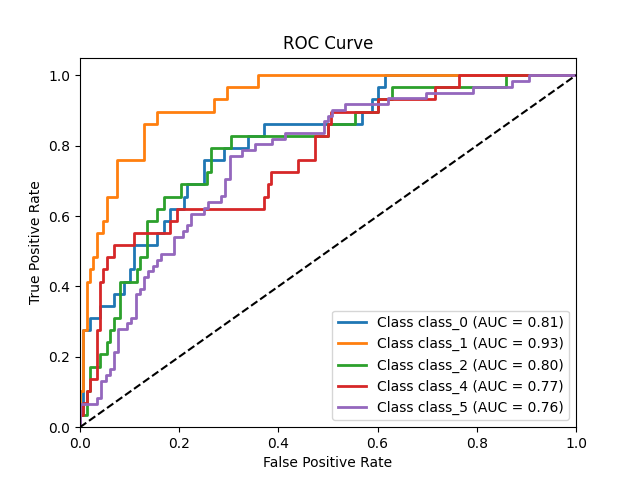 ROC Curve
True Positive Rate
1.0
0.8
0.6
0.4
0.2
0.0
0.0 0.2 0.4 0.6 0.8 1.0
False Positive Rate
Class class_0 (AUC = 0.81)
Class class_1 (AUC = 0.93)
Class class_2 (AUC = 0.80)
Class class_4 (AUC = 0.77)
Class class_5 (AUC = 0.76)